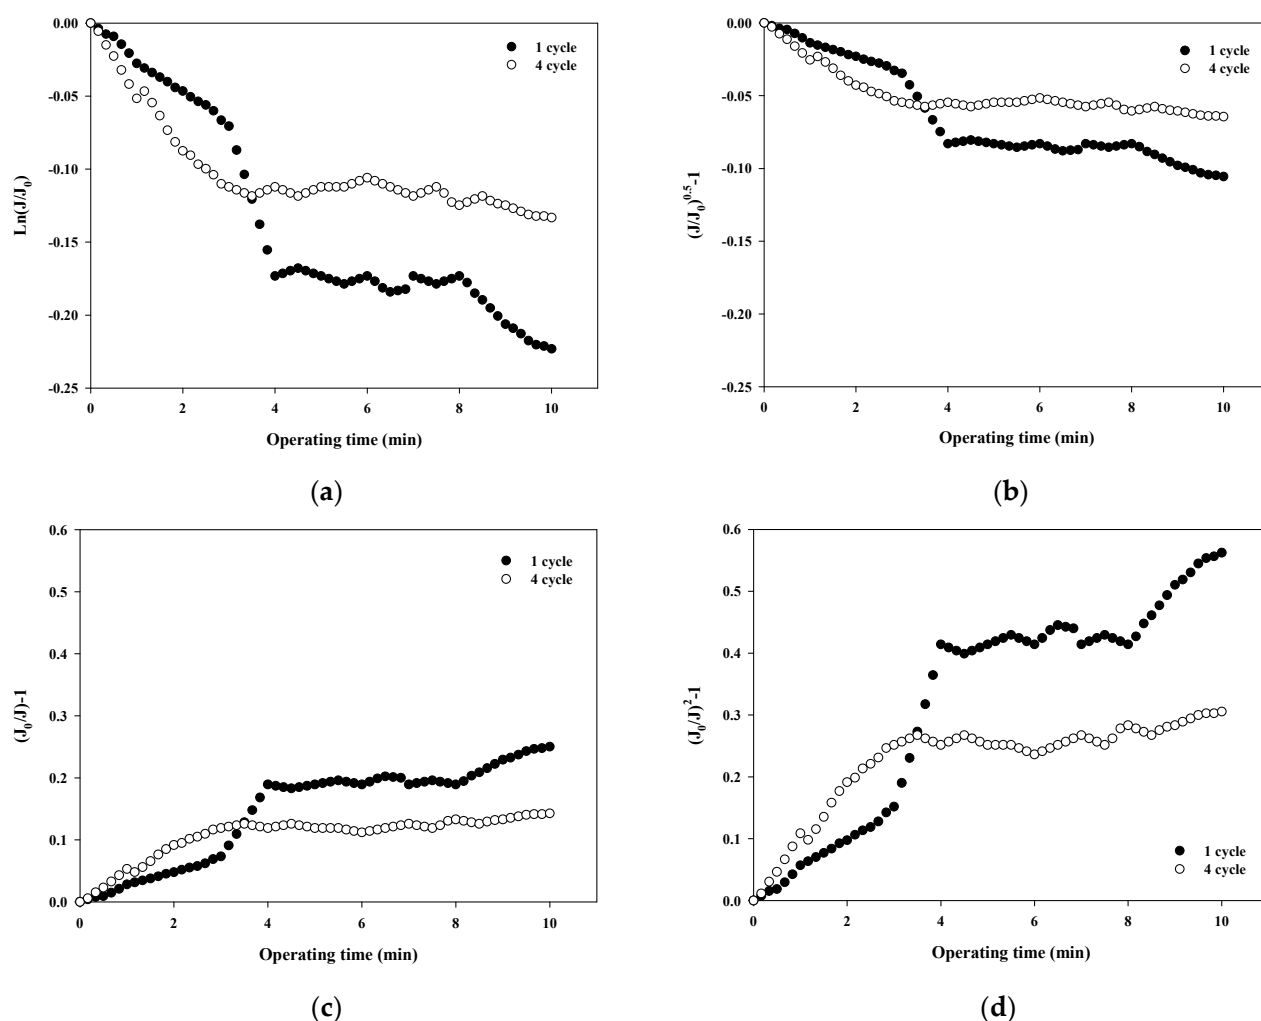 0.00
-0.05
-0.10
-0.15
-0.20
-0.25
Ln(J/J0)
1 cycle
4 cycle
0 2 4 6 8 10
Operating time (min)
(a)
0.00
-0.05
-0.10
-0.15
-0.20
-0.25
(J/J0)^0.5-1
1 cycle
4 cycle
0 2 4 6 8 10
Operating time (min)
(b)
0.6
0.5
0.4
0.3
0.2
0.1
0.0
(J0/J)-1
1 cycle
4 cycle
0 2 4 6 8 10
Operating time (min)
(c)
0.6
0.5
0.4
0.3
0.2
0.1
0.0
(J0/J)^2-1
1 cycle
4 cycle
0 2 4 6 8 10
Operating time (min)
(d)